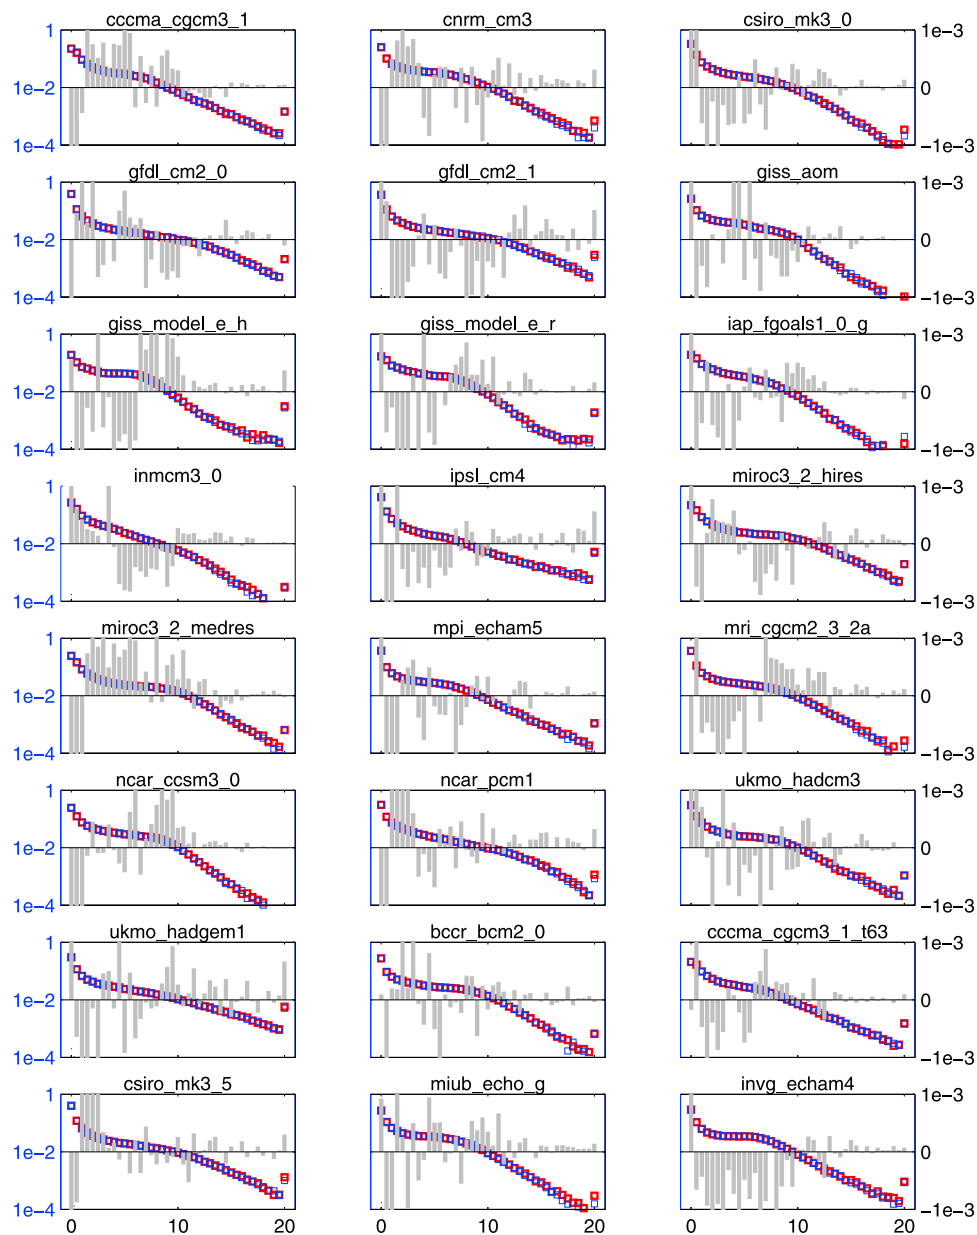 cccma_cgcm3_1 cnrm_cm3 csiro_mk3_0
1 1e-3
1e-2 0
1e-4 -1e-3
gfdl_cm2_0 gfdl_cm2_1 giss_aom
1 1e-3
1e-2 0
1e-4 -1e-3
giss_model_e_h giss_model_e_r iap_fgoals1_0_g
1 1e-3
1e-2 0
1e-4 -1e-3
inmcm3_0 ipsl_cm4 miroc3_2_hires
1 1e-3
1e-2 0
1e-4 -1e-3
miroc3_2_medres mpi_echam5 mri_cgcm2_3_2a
1 1e-3
1e-2 0
1e-4 -1e-3
ncar_ccsm3_0 ncar_pcm1 ukmo_hadcm3
1 1e-3
1e-2 0
1e-4 -1e-3
ukmo_hadgem1 bccr_bcm2_0 cccma_cgcm3_1_t63
1 1e-3
1e-2 0
1e-4 -1e-3
csiro_mk3_5 miub_echo_g invg_echam4
1 1e-3
1e-2 0
1e-4 -1e-3
0 10 20 0 10 20 0 10 20